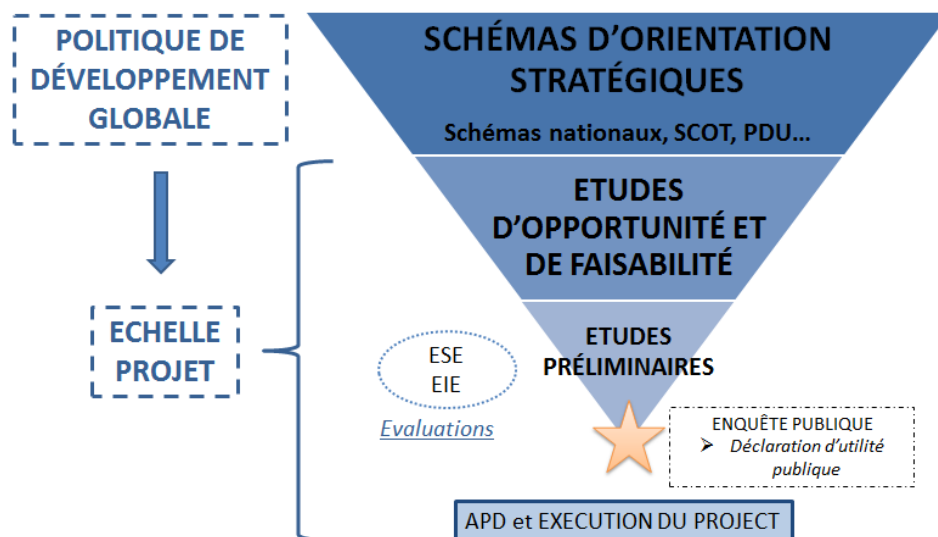 POLITIQUE DE
DÉVELOPPEMENT
GLOBALE
SCHÉMAS D'ORIENTATION
STRATÉGIQUES
Schémas nationaux, SCOT, PDU...
ETUDES
D'OPPORTUNITÉ ET
DE FAISABILITÉ
ECHELLE
PROJET
ETUDES
PRÉLIMINAIRES
ESE
EIE
Evaluations
ENQUÊTE PUBLIQUE
➤ Déclaration d'utilité
publique
APD et EXECUTION DU PROJECT